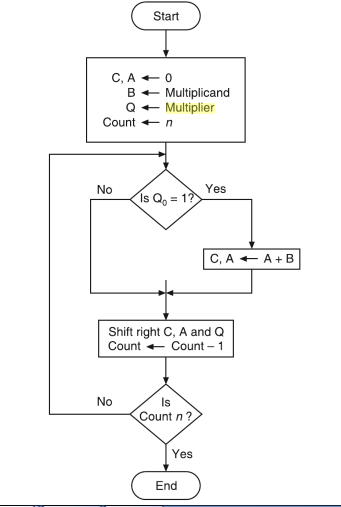 Start
C, A ← 0
B ← Multiplicand
Q ← Multiplier
Count ← n
No
Yes
Is Q₀ = 1?
C, A ← A + B
Shift right C, A and Q
Count ← Count – 1
No
Is
Count n ?
Yes
End